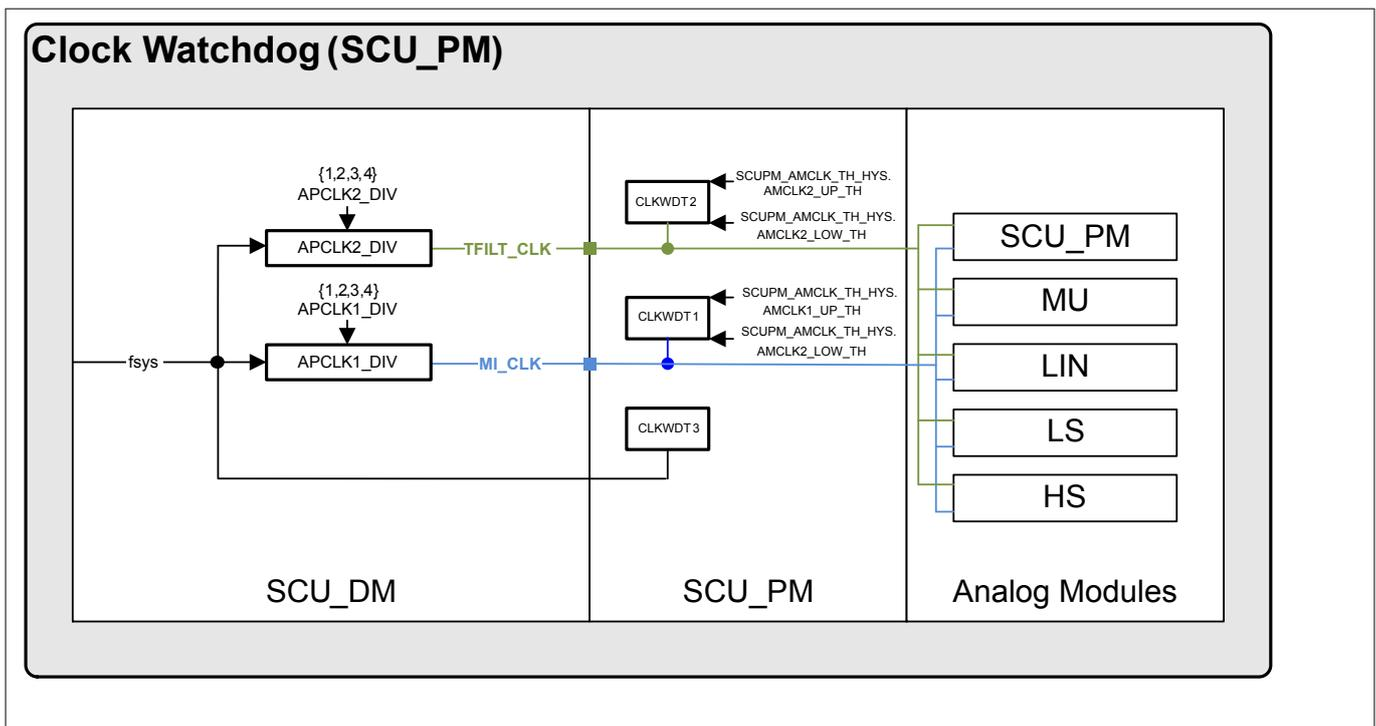 Clock Watchdog (SCU_PM)
{1,2,3,4}
APCLK2_DIV
APCLK2_DIV
TFILT_CLK
{1,2,3,4}
APCLK1_DIV
APCLK1_DIV
fsys
MI_CLK
SCU_DM
CLKWDT2
SCUPM_AMCLK_TH_HYS.
AMCLK2_UP_TH
SCUPM_AMCLK_TH_HYS.
AMCLK2_LOW_TH
CLKWDT1
SCUPM_AMCLK_TH_HYS.
AMCLK1_UP_TH
SCUPM_AMCLK_TH_HYS.
AMCLK2_LOW_TH
CLKWDT3
SCU_PM
SCU_PM
MU
LIN
LS
HS
Analog Modules